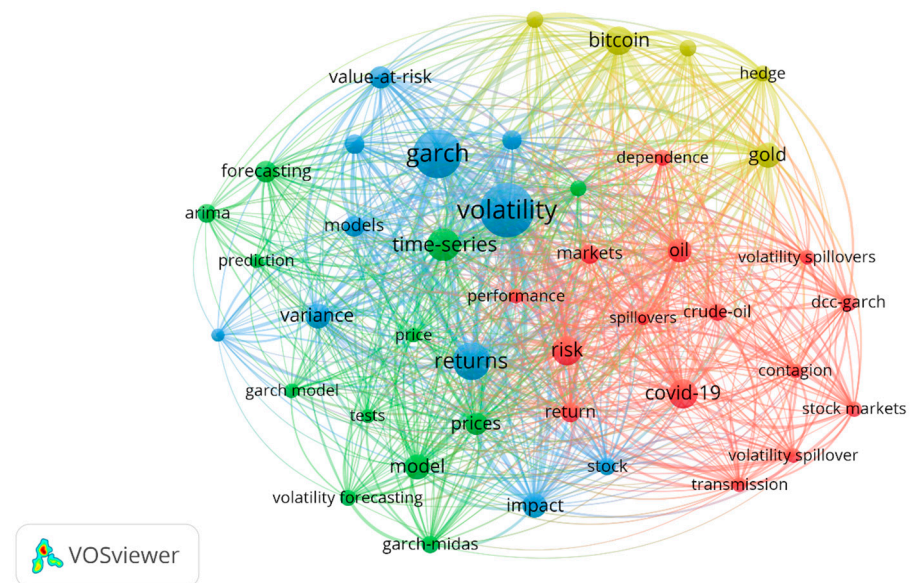 bitcoin
value-at-risk
hedge
garch
dependence
gold
forecasting
volatility
arima
models
time-series
markets
oil
prediction
volatility spillovers
performance
dcc-garch
variance
price
spillovers
crude-oil
returns
risk
contagion
garch model
covid-19
tests
prices
return
stock markets
model
stock
volatility spillover
transmission
volatility forecasting
impact
garch-midas
VOSviewer